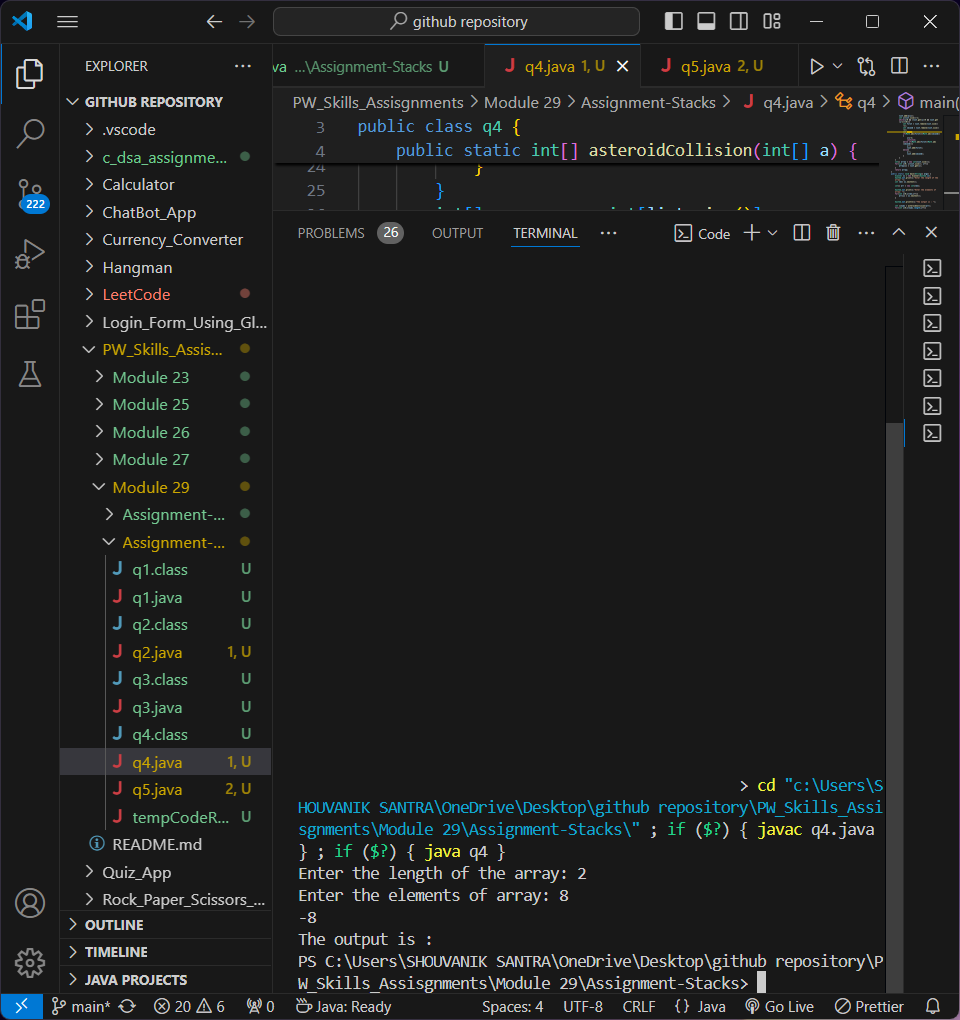 github repository
EXPLORER
GITHUB REPOSITORY
.vscode
c_dsa_assignme...
Calculator
ChatBot_App
Currency_Converter
Hangman
LeetCode
Login_Form_Using_Gl...
PW_Skills_Assis...
Module 23
Module 25
Module 26
Module 27
Module 29
Assignment-...
Assignment-...
q1.class U
q1.java U
q2.class U
q2.java 1, U
q3.class U
q3.java U
q4.class U
q4.java 1, U
q5.java 2, U
tempCodeR... U
README.md
Quiz_App
Rock_Paper_Scissors_...
OUTLINE
TIMELINE
JAVA PROJECTS
222
va ...\Assignment-Stacks U
q4.java 1, U
q5.java 2, U
PW_Skills_Assisgnments > Module 29 > Assignment-Stacks > q4.java > q4 > main(
3 public class q4 {
4 public static int[] asteroidCollision(int[] a) {
24 }
25 }
PROBLEMS 26 OUTPUT TERMINAL ... Code
> cd "c:\Users\S
HOUVANIK SANTRA\OneDrive\Desktop\github repository\PW_Skills_Assi
sgnments\Module 29\Assignment-Stacks\" ; if ($?) { javac q4.java
} ; if ($?) { java q4 }
Enter the length of the array: 2
Enter the elements of array: 8
-8
The output is :
PS C:\Users\SHOUVANIK SANTRA\OneDrive\Desktop\github repository\P
W_Skills_Assisgnments\Module 29\Assignment-Stacks>
main* 20 6 0 Java: Ready Spaces: 4 UTF-8 CRLF {} Java Go Live Prettier